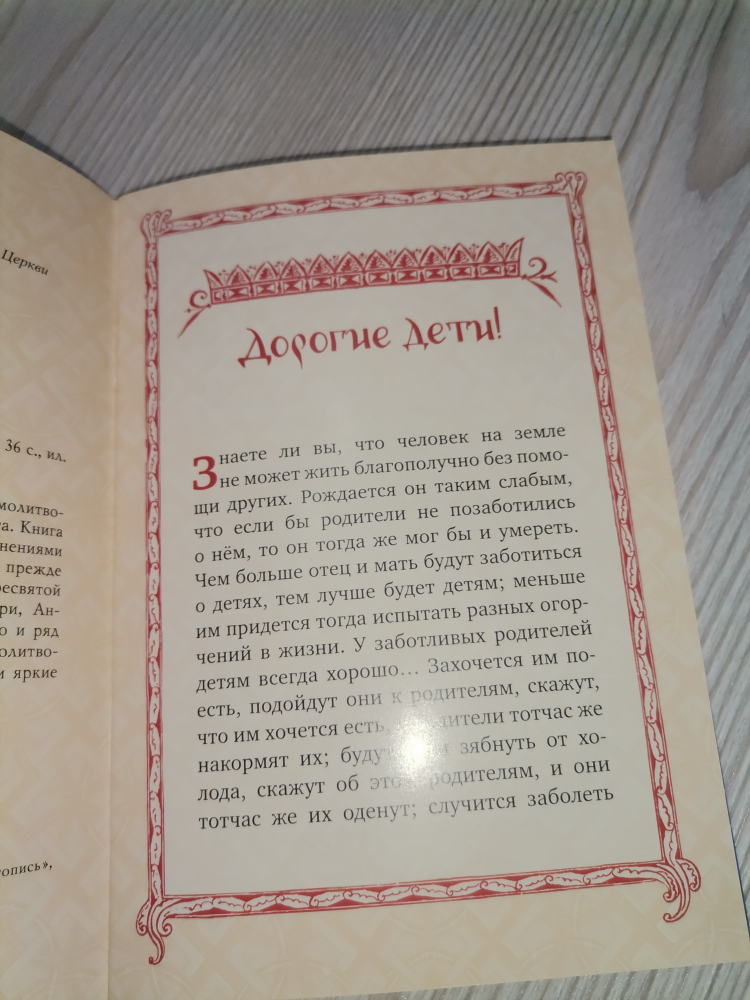 Церкви
36 с., ил.
молитво-
та. Книга
нениями
прежде
ресвятой
ри, Ан-
о и ряд
олитво-
и яркие
опись»,
Дорогие дети!
Знаете ли вы, что человек на земле
не может жить благополучно без помо-
щи других. Рождается он таким слабым,
что если бы родители не позаботились
о нём, то он тогда же мог бы и умереть.
Чем больше отец и мать будут заботиться
о детях, тем лучше будет детям; меньше
им придется тогда испытать разных огор-
чений в жизни. У заботливых родителей
детям всегда хорошо... Захочется им по-
есть, подойдут они к родителям, скажут,
что им хочется есть, родители тотчас же
накормят их; будут зябнуть от хо-
лода, скажут об этом родителям, и они
тотчас же их оденут; случится заболеть